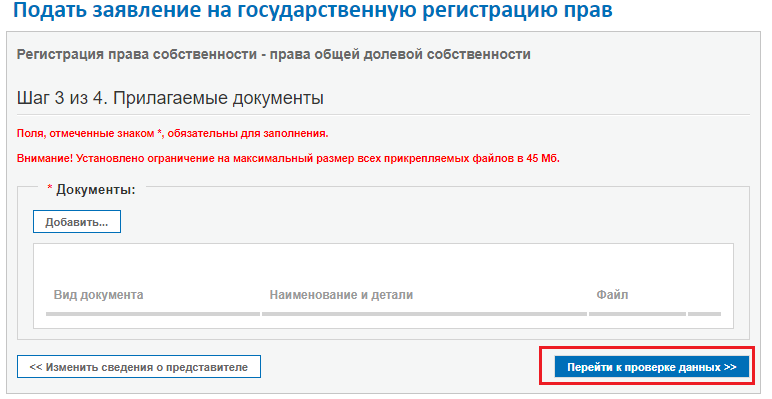 Подать заявление на государственную регистрацию прав
Регистрация права собственности - права общей долевой собственности
Шаг 3 из 4. Прилагаемые документы
Поля, отмеченные знаком *, обязательны для заполнения.
Внимание! Установлено ограничение на максимальный размер всех прикрепляемых файлов в 45 Мб.
* Документы:
Добавить...
Вид документа Наименование и детали Файл
<< Изменить сведения о представителе Перейти к проверке данных >>